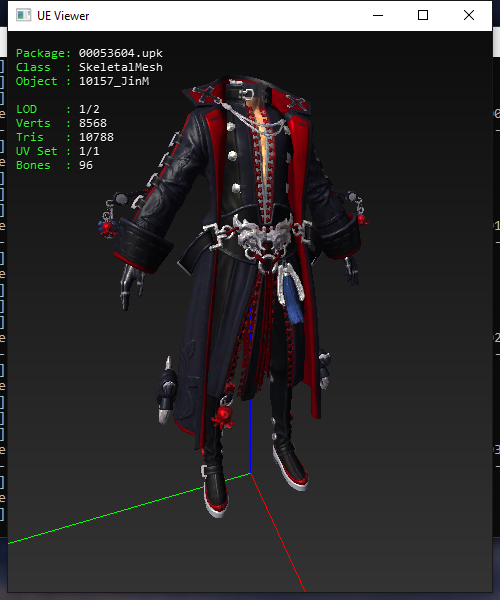 UE Viewer
Package: 00053604.upk
Class  : SkeletalMesh
Object : 10157_JinM
LOD    : 1/2
Verts  : 8568
Tris   : 10788
UV Set : 1/1
Bones  : 96